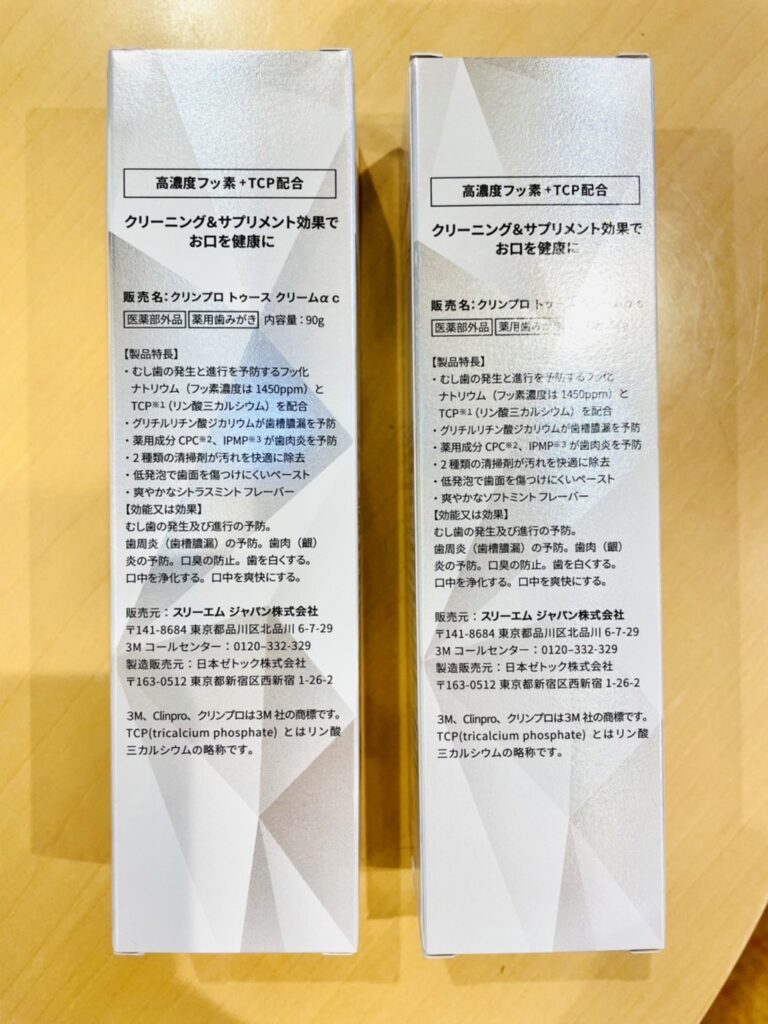 高濃度フッ素+TCP配合
クリーニング&サプリメント効果で
お口を健康に
販売名:クリンプロ トゥース クリームα c
医薬部外品 薬用歯みがき 内容量:90g
【製品特長】
・むし歯の発生と進行を予防するフッ化
ナトリウム(フッ素濃度は1450ppm)と
TCP※1(リン酸三カルシウム)を配合
・グリチルリチン酸ジカリウムが歯槽膿漏を予防
・薬用成分CPC※2、IPMP※3が歯肉炎を予防
・2種類の清掃剤が汚れを快適に除去
・低発泡で歯面を傷つけにくいペースト
・爽やかなシトラスミント フレーバー
【効能又は効果】
むし歯の発生及び進行の予防。
歯周炎(歯槽膿漏)の予防。歯肉(齦)
炎の予防。口臭の防止。歯を白くする。
口中を浄化する。口中を爽快にする。
販売元:スリーエム ジャパン株式会社
〒141-8684 東京都品川区北品川 6-7-29
3M コールセンター:0120-332-329
製造販売元:日本ゼトック株式会社
〒163-0512 東京都新宿区西新宿 1-26-2
3M、Clinpro、クリンプロは3M 社の商標です。
TCP(tricalcium phosphate) とはリン酸
三カルシウムの略称です。
高濃度フッ素+TCP配合
クリーニング&サプリメント効果で
お口を健康に
販売名:クリンプロ トゥース クリームα s
医薬部外品 薬用歯みがき
【製品特長】
・むし歯の発生と進行を予防するフッ化
ナトリウム(フッ素濃度は1450ppm)と
TCP※1(リン酸三カルシウム)を配合
・グリチルリチン酸ジカリウムが歯槽膿漏を予防
・薬用成分CPC※2、IPMP※3が歯肉炎を予防
・2種類の清掃剤が汚れを快適に除去
・低発泡で歯面を傷つけにくいペースト
・爽やかなソフトミント フレーバー
【効能又は効果】
むし歯の発生及び進行の予防。
歯周炎(歯槽膿漏)の予防。歯肉(齦)
炎の予防。口臭の防止。歯を白くする。
口中を浄化する。口中を爽快にする。
販売元:スリーエム ジャパン株式会社
〒141-8684 東京都品川区北品川 6-7-29
3M コールセンター:0120-332-329
製造販売元:日本ゼトック株式会社
〒163-0512 東京都新宿区西新宿 1-26-2
3M、Clinpro、クリンプロは3M 社の商標です。
TCP(tricalcium phosphate) とはリン酸
三カルシウムの略称です。